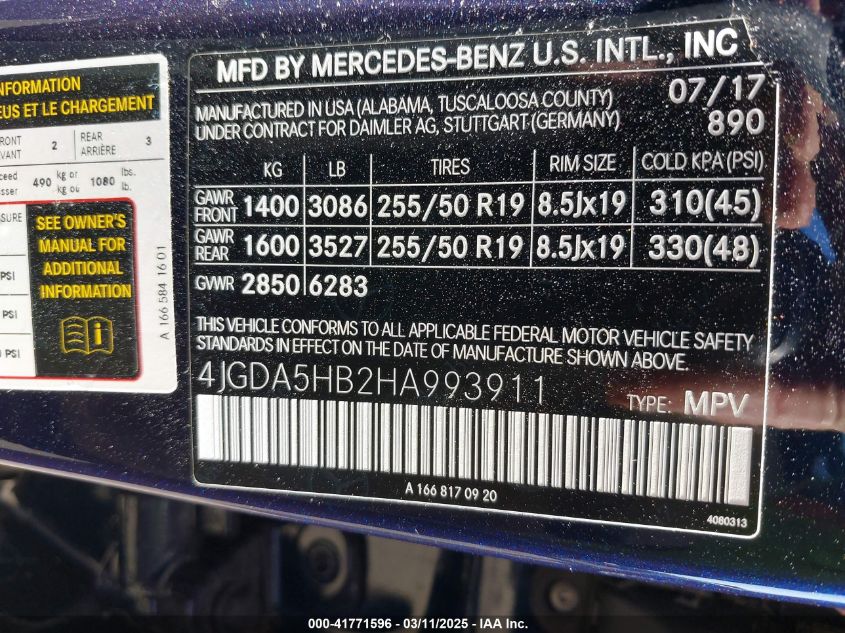 INFORMATION
EUS ET LE CHARGEMENT
FRONT 2 REAR 3
AVANT ARRIÈRE
490 kg or 1080 lbs.
kg ou lb.
SEE OWNER'S
MANUAL FOR
ADDITIONAL
INFORMATION
PSI
PSI
PSI
A 166 584 16 01
MFD BY MERCEDES-BENZ U.S. INTL., INC
MANUFACTURED IN USA (ALABAMA, TUSCALOOSA COUNTY) 07/17
UNDER CONTRACT FOR DAIMLER AG, STUTTGART (GERMANY) 890
KG LB TIRES RIM SIZE COLD KPA (PSI)
GAWR FRONT 1400 3086 255/50 R19 8.5Jx19 310(45)
GAWR REAR 1600 3527 255/50 R19 8.5Jx19 330(48)
GVWR 2850 6283
THIS VEHICLE CONFORMS TO ALL APPLICABLE FEDERAL MOTOR VEHICLE SAFETY
STANDARDS IN EFFECT ON THE DATE OF MANUFACTURE SHOWN ABOVE.
4JGDA5HB2HA993911 TYPE: MPV
A 166 817 09 20
4080313
000-41771596 - 03/11/2025 - IAA Inc.